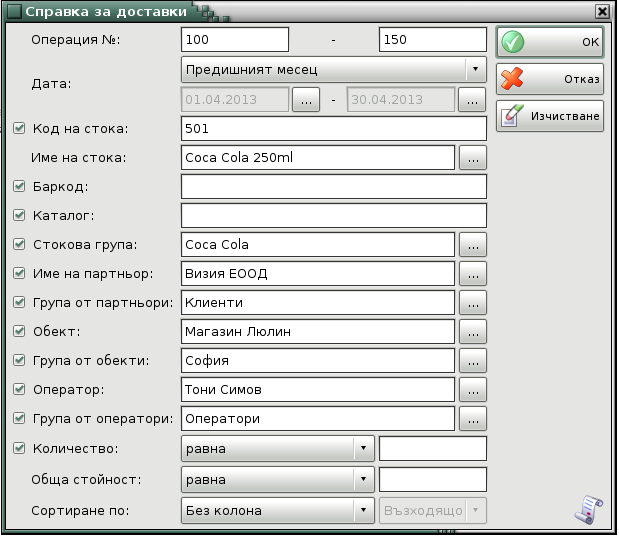 Справка за доставки
Операция №: 100 - 150 ОК
Предишният месец
Дата: Отказ
01.04.2013 ... - 30.04.2013 ...
Код на стока: 501 Изчистване
Име на стока: Coca Cola 250ml ...
Баркод:
Каталог:
Стокова група: Coca Cola ...
Име на партньор: Визия ЕООД ...
Група от партньори: Клиенти ...
Обект: Магазин Люлин ...
Група от обекти: София ...
Оператор: Тони Симов ...
Група от оператори: Оператори ...
Количество: равна
Обща стойност: равна
Сортиране по: Без колона Възходящо